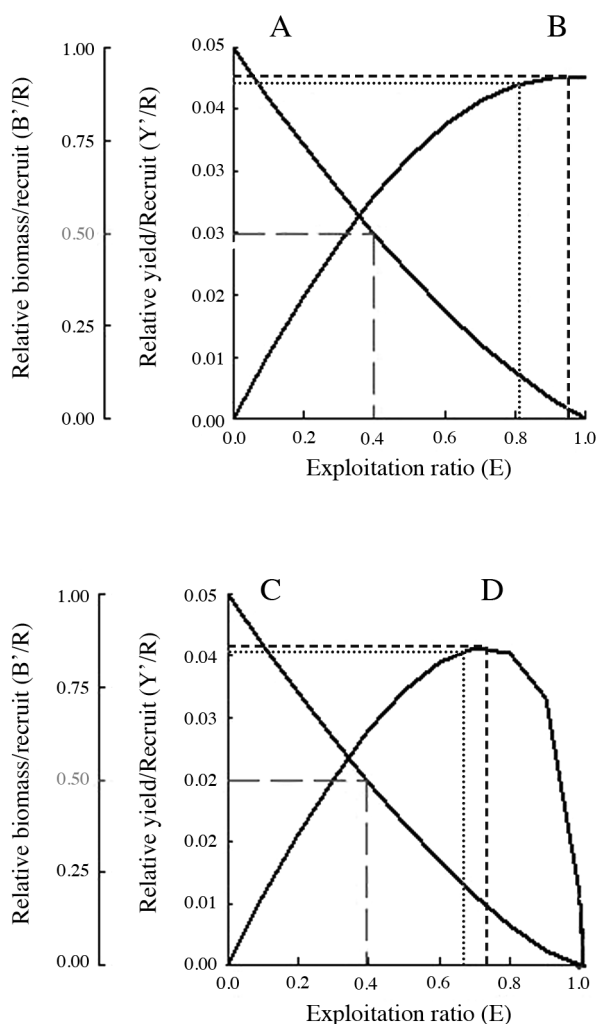 A B
Relative biomass/recruit (B'/R)
1.00
0.75
0.50
0.25
0.00
Relative yield/Recruit (Y'/R)
0.05
0.04
0.03
0.03
0.02
0.01
0.00
0.0 0.2 0.4 0.6 0.8 1.0
Exploitation ratio (E)
C D
Relative biomass/recruit (B'/R)
1.00
0.75
0.50
0.25
0.00
Relative yield/Recruit (Y'/R)
0.05
0.04
0.03
0.02
0.02
0.01
0.00
0.0 0.2 0.4 0.6 0.8 1.0
Exploitation ratio (E)